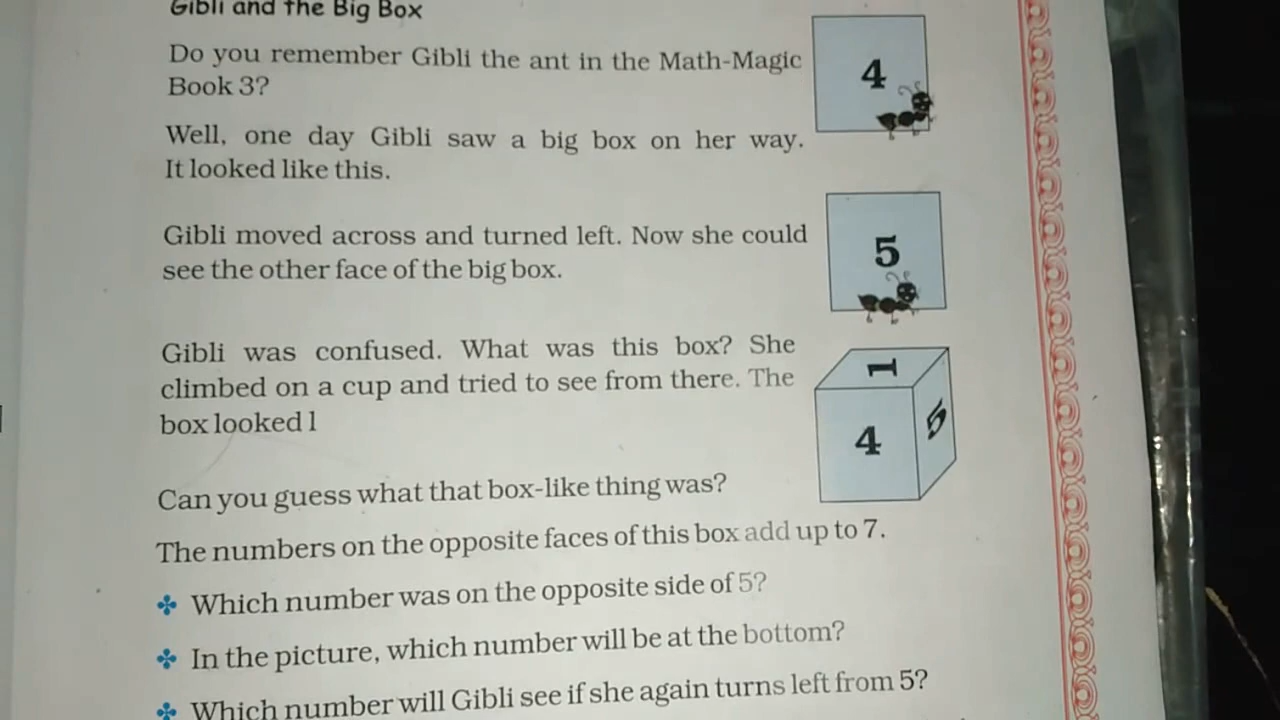 Gibli and the Big Box
Do you remember Gibli the ant in the Math-Magic
Book 3?
4
Well, one day Gibli saw a big box on her way.
It looked like this.
Gibli moved across and turned left. Now she could
see the other face of the big box.
5
Gibli was confused. What was this box? She
climbed on a cup and tried to see from there. The
box looked l
1
4
5
Can you guess what that box-like thing was?
The numbers on the opposite faces of this box add up to 7.
Which number was on the opposite side of 5?
In the picture, which number will be at the bottom?
Which number will Gibli see if she again turns left from 5?